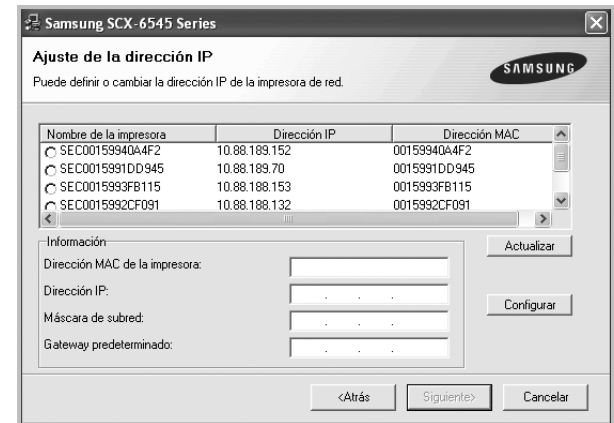 Samsung SCX-6545 Series
Ajuste de la dirección IP
Puede definir o cambiar la dirección IP de la impresora de red.
SAMSUNG
Nombre de la impresora Dirección IP Dirección MAC
SEC00159940A4F2 10.88.189.152 00159940A4F2
SEC0015991DD945 10.88.189.70 0015991DD945
SEC0015993FB115 10.88.188.153 0015993FB115
SEC0015992CF091 10.88.188.132 0015992CF091
Información
Actualizar
Dirección MAC de la impresora:
Dirección IP:
Configurar
Máscara de subred:
Gateway predeterminado:
<Atrás Siguiente> Cancelar